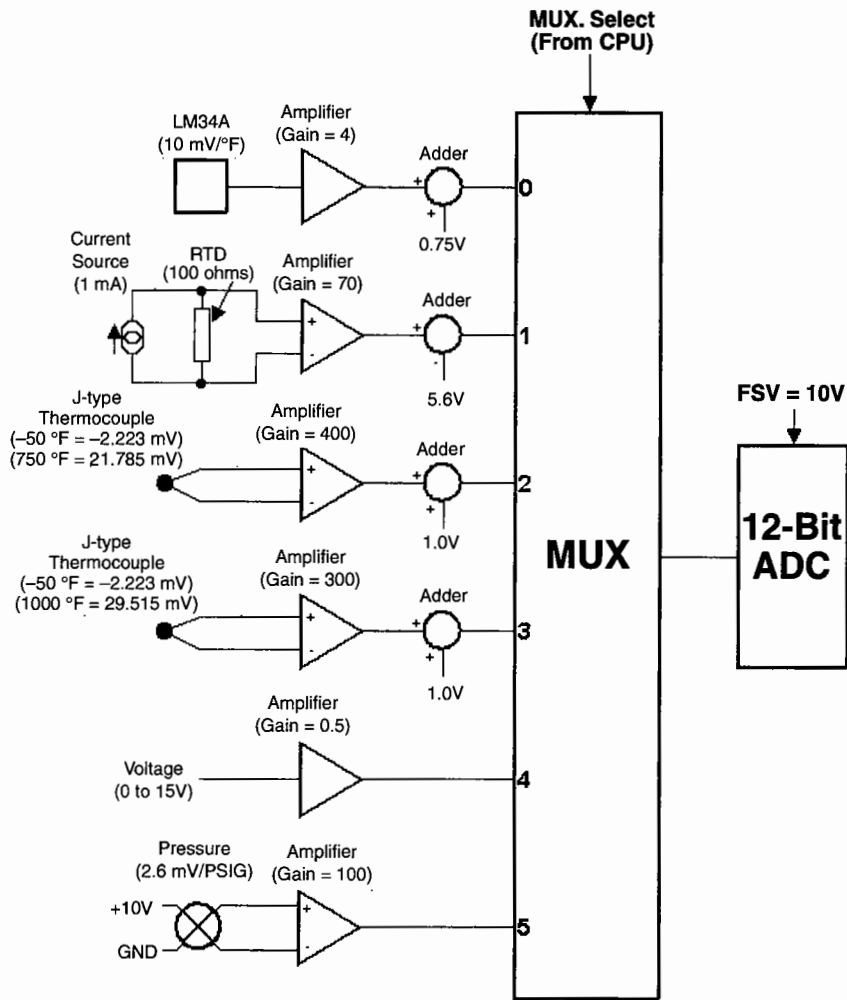 MUX. Select
(From CPU)
LM34A
(10 mV/°F)
Amplifier
(Gain = 4)
Adder
+
+
0.75V
0
Current
Source
(1 mA)
RTD
(100 ohms)
Amplifier
(Gain = 70)
+
-
Adder
+
-
5.6V
1
J-type
Thermocouple
(–50 °F = –2.223 mV)
(750 °F = 21.785 mV)
Amplifier
(Gain = 400)
+
-
Adder
+
+
1.0V
2
J-type
Thermocouple
(–50 °F = –2.223 mV)
(1000 °F = 29.515 mV)
Amplifier
(Gain = 300)
+
-
Adder
+
+
1.0V
3
MUX
FSV = 10V
12-Bit
ADC
Amplifier
(Gain = 0.5)
Voltage
(0 to 15V)
4
Pressure
(2.6 mV/PSIG)
Amplifier
(Gain = 100)
+10V
GND
+
-
5